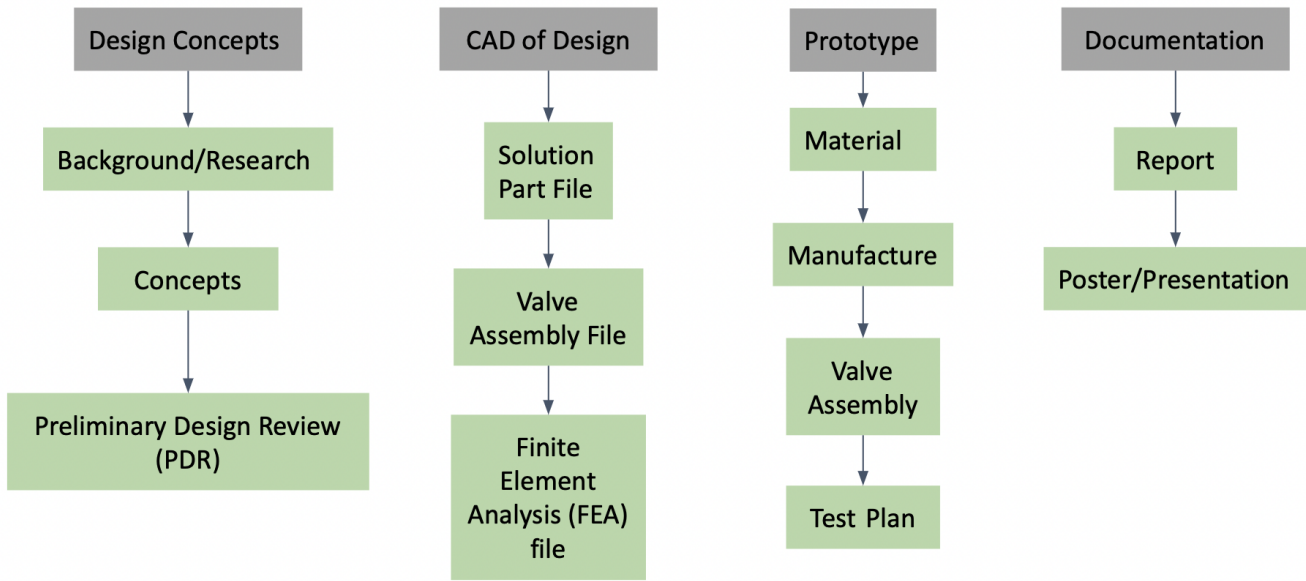 Design Concepts
Background/Research
Concepts
Preliminary Design Review
(PDR)
CAD of Design
Solution
Part File
Valve
Assembly File
Finite
Element
Analysis (FEA)
file
Prototype
Material
Manufacture
Valve
Assembly
Test Plan
Documentation
Report
Poster/Presentation